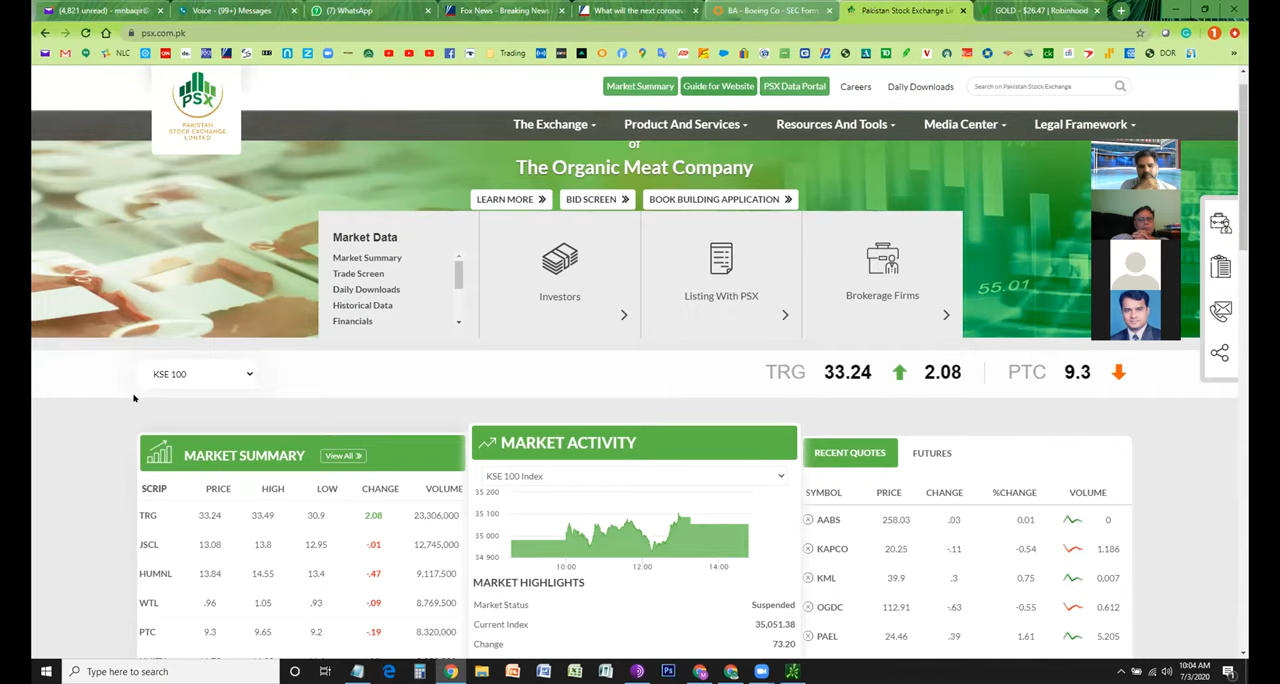 (4,821 unread) - mnbaqir@
Voice - (99+) Messages
(7) WhatsApp
Fox News - Breaking News
What will the next corona
BA - Boeing Co - SEC Form
Pakistan Stock Exchange Li
GOLD - $26.47 | Robinhood
psx.com.pk
NLC
Trading
DOR
PSX
PAKISTAN
STOCK EXCHANGE
LIMITED
Market Summary
Guide for Website
PSX Data Portal
Careers
Daily Downloads
Search on Pakistan Stock Exchange
The Exchange
Product And Services
Resources And Tools
Media Center
Legal Framework
of
The Organic Meat Company
LEARN MORE
BID SCREEN
BOOK BUILDING APPLICATION
Market Data
Market Summary
Trade Screen
Daily Downloads
Historical Data
Financials
Investors
Listing With PSX
Brokerage Firms
55.01
KSE 100
TRG 33.24 2.08 PTC 9.3
MARKET SUMMARY View All
SCRIP PRICE HIGH LOW CHANGE VOLUME
TRG 33.24 33.49 30.9 2.08 23,306,000
JSCL 13.08 13.8 12.95 -.01 12,745,000
HUMNL 13.84 14.55 13.4 -.47 9,117,500
WTL .96 1.05 .93 -.09 8,769,500
PTC 9.3 9.65 9.2 -.19 8,320,000
MARKET ACTIVITY
KSE 100 Index
35 200
35 100
35 000
34 900
10:00 12:00 14:00
MARKET HIGHLIGHTS
Market Status Suspended
Current Index 35,051.38
Change 73.20
RECENT QUOTES FUTURES
SYMBOL PRICE CHANGE %CHANGE VOLUME
AABS 258.03 .03 0.01 0
KAPCO 20.25 -.11 -0.54 1.186
KML 39.9 .3 0.75 0.007
OGDC 112.91 -.63 -0.55 0.612
PAEL 24.46 .39 1.61 5.205
Type here to search
10:04 AM
7/3/2020